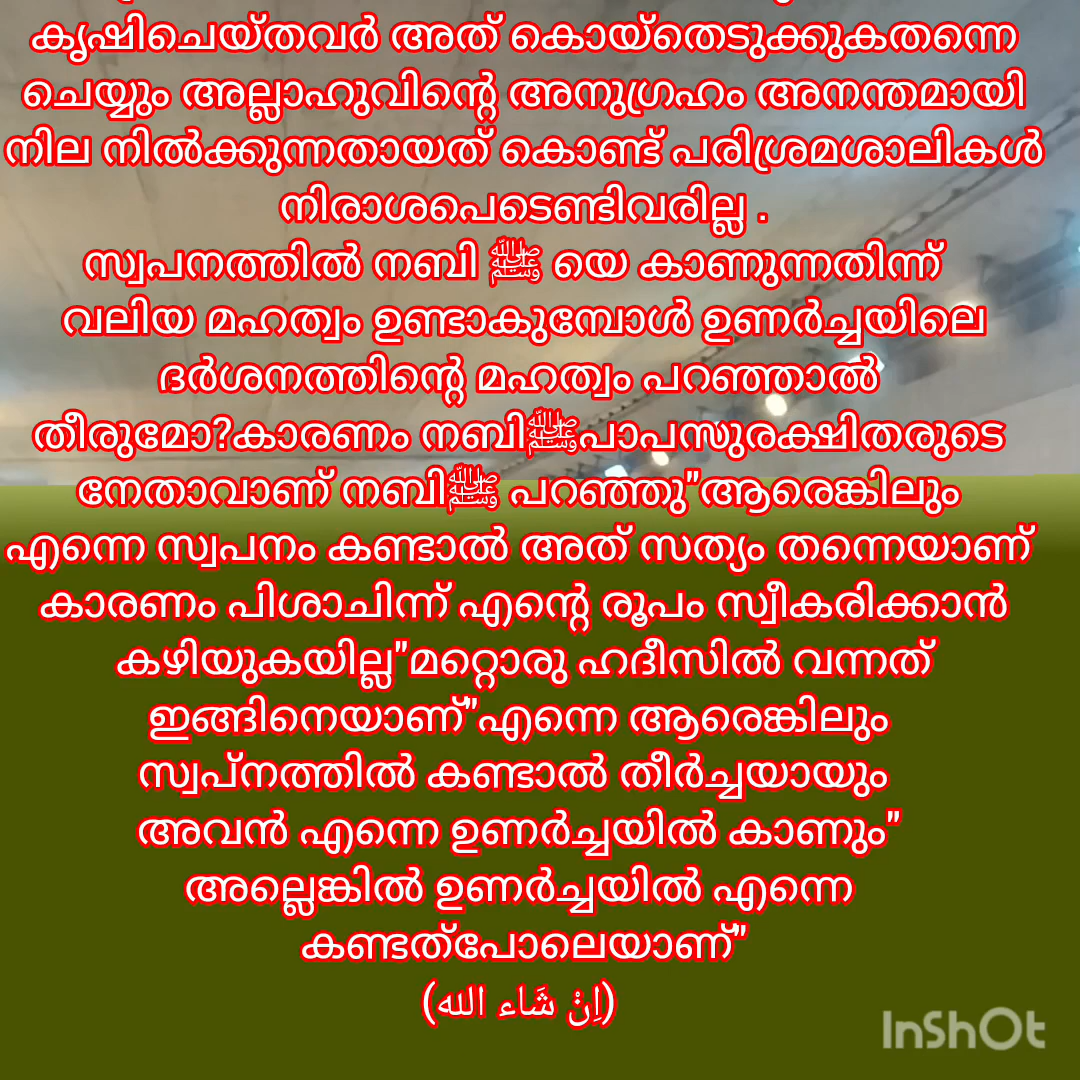 കൃഷിചെയ്തവർ അത് കൊയ്തെടുക്കുകതന്നെ
ചെയ്യും അല്ലാഹുവിന്റെ അനുഗ്രഹം അനന്തമായി
നില നിൽക്കുന്നതായത് കൊണ്ട് പരിശ്രമശാലികൾ
നിരാശപെടെണ്ടിവരില്ല .
സ്വപനത്തിൽ നബി ﷺ യെ കാണുന്നതിന്ന്
വലിയ മഹത്വം ഉണ്ടാകുമ്പോൾ ഉണർച്ചയിലെ
ദർശനത്തിന്റെ മഹത്വം പറഞ്ഞാൽ
തീരുമോ?കാരണം നബിﷺപാപസുരക്ഷിതരുടെ
നേതാവാണ് നബിﷺ പറഞ്ഞു"ആരെങ്കിലും
എന്നെ സ്വപനം കണ്ടാൽ അത് സത്യം തന്നെയാണ്
കാരണം പിശാചിന്ന് എന്റെ രൂപം സ്വീകരിക്കാൻ
കഴിയുകയില്ല"മറ്റൊരു ഹദീസിൽ വന്നത്
ഇങ്ങിനെയാണ്"എന്നെ ആരെങ്കിലും
സ്വപ്നത്തിൽ കണ്ടാൽ തീർച്ചയായും
അവൻ എന്നെ ഉണർച്ചയിൽ കാണും"
അല്ലെങ്കിൽ ഉണർച്ചയിൽ എന്നെ
കണ്ടത്പോലെയാണ്"
(اِنْ شَاء الله)
InShOt